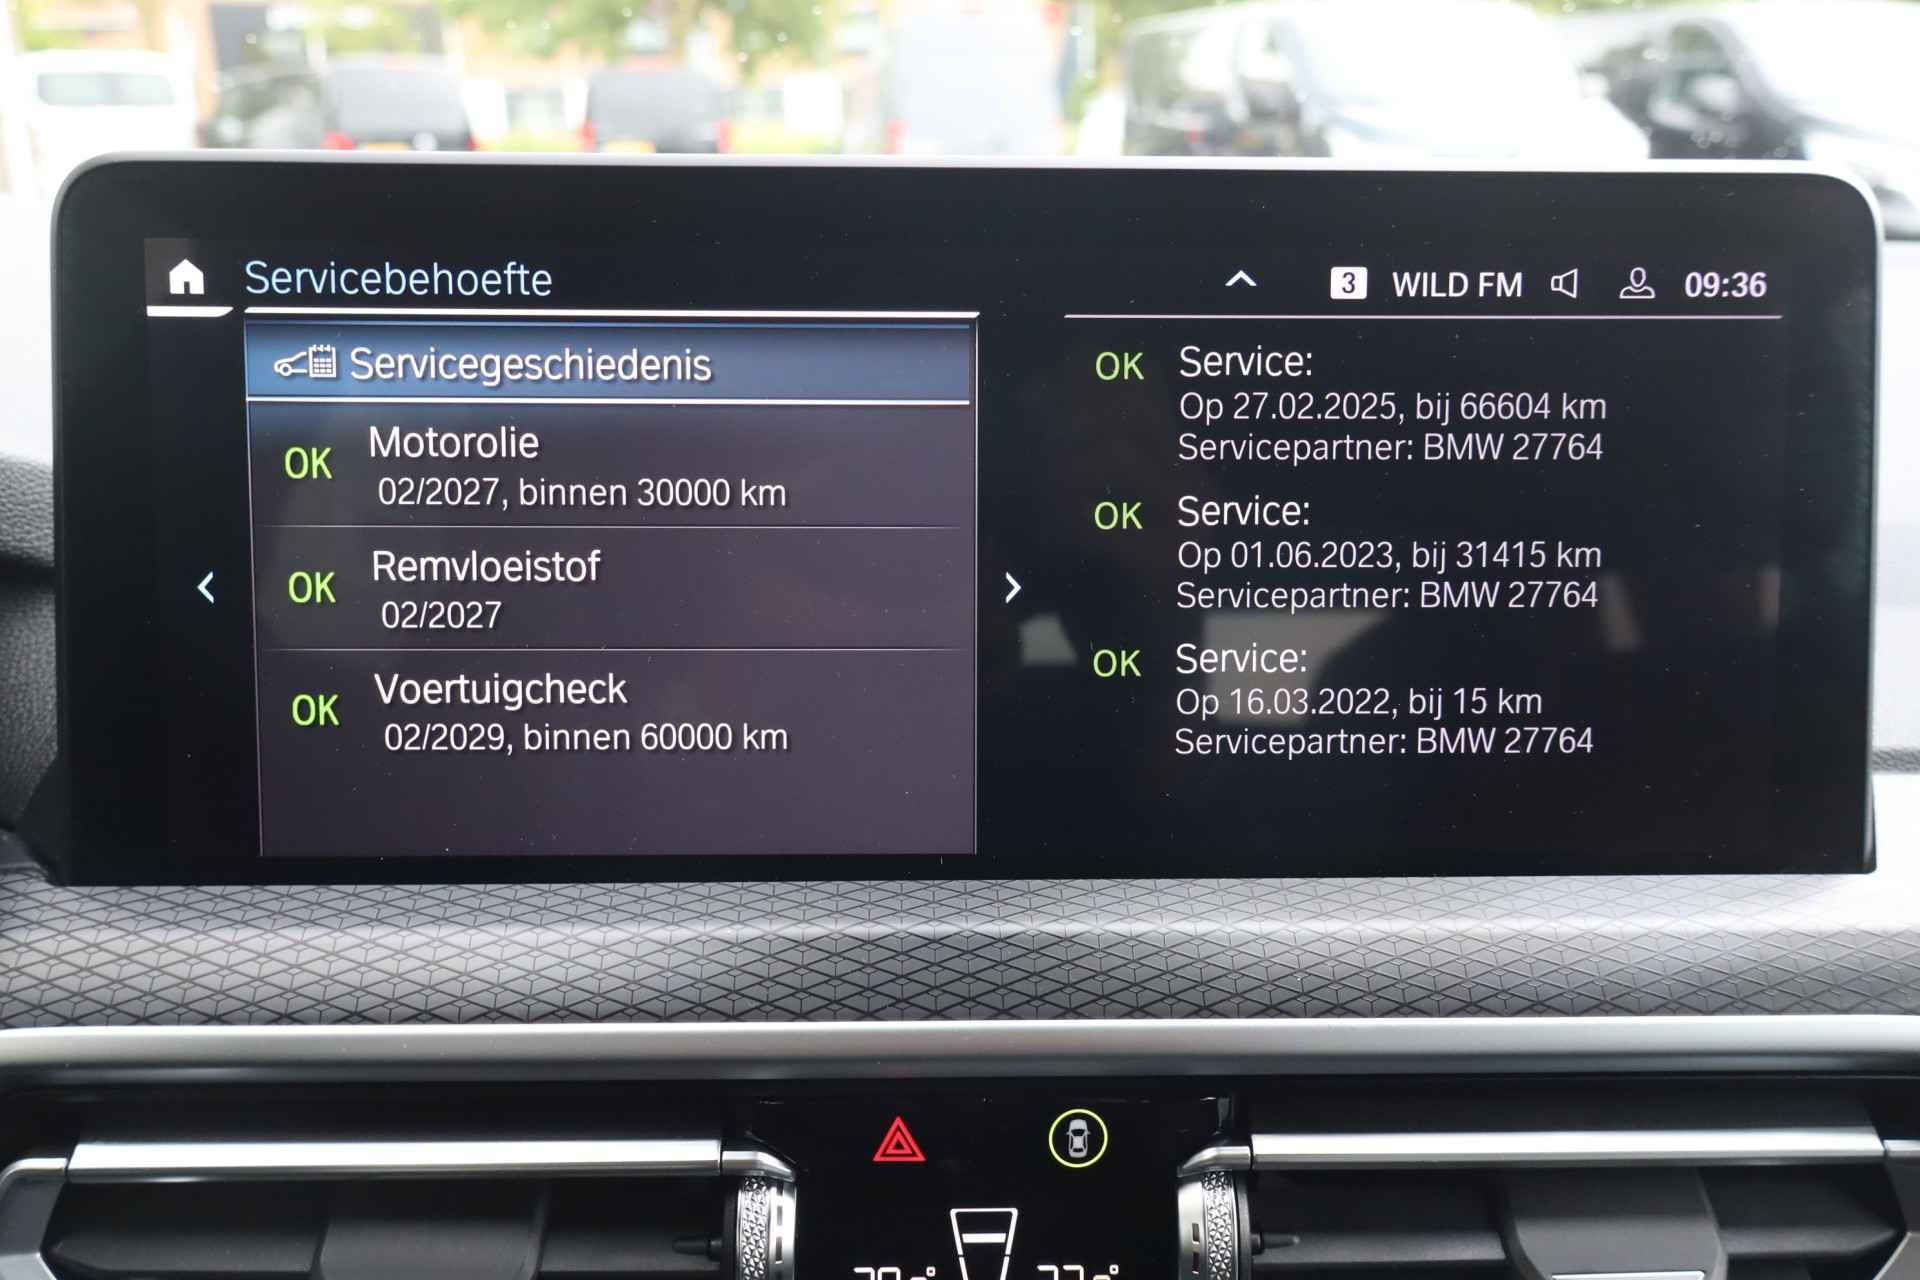 Servicebehoefte
3 WILD FM 09:36
Servicegeschiedenis
OK Motorolie
02/2027, binnen 30000 km
OK Remvloeistof
02/2027
OK Voertuigcheck
02/2029, binnen 60000 km
OK Service:
Op 27.02.2025, bij 66604 km
Servicepartner: BMW 27764
OK Service:
Op 01.06.2023, bij 31415 km
Servicepartner: BMW 27764
OK Service:
Op 16.03.2022, bij 15 km
Servicepartner: BMW 27764